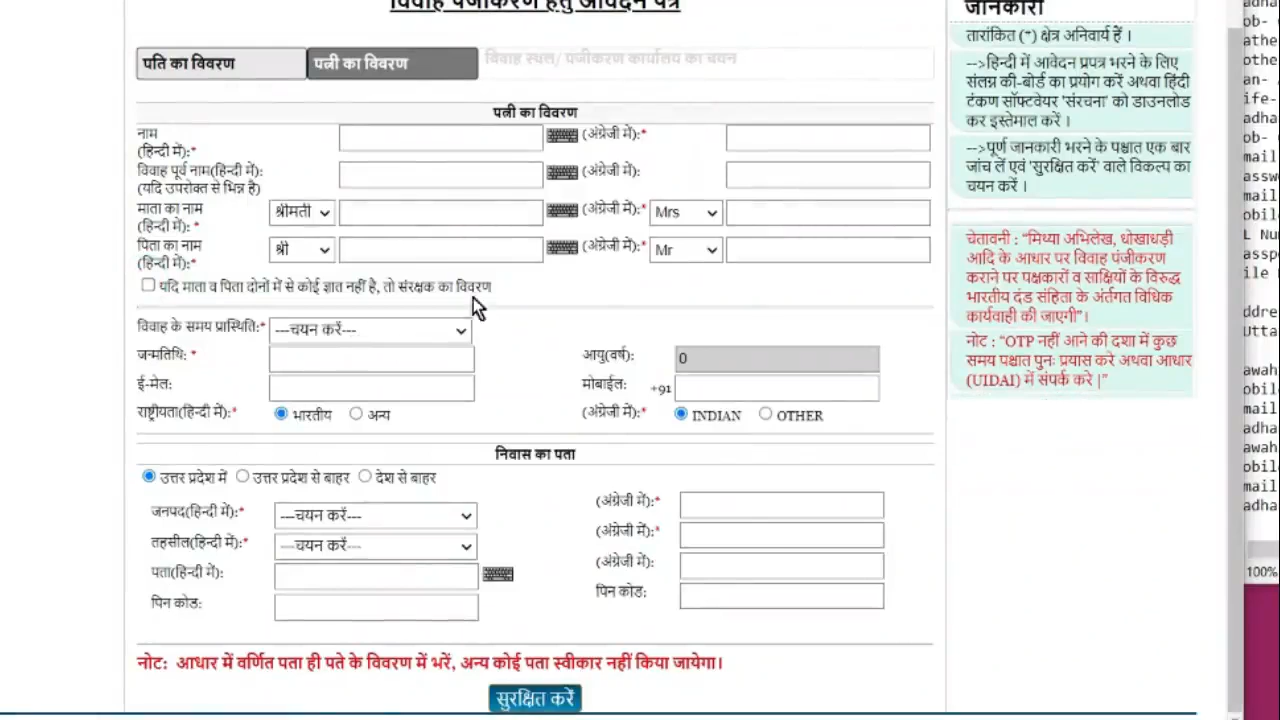 विवाह पंजीकरण हेतु आवेदन पत्र
पति का विवरण
पत्नी का विवरण
विवाह स्थल/ पंजीकरण कार्यालय का चयन
पत्नी का विवरण
नाम
(हिन्दी में):*
(अंग्रेजी में):*
विवाह पूर्व नाम(हिन्दी में):
(यदि उपरोक्त से भिन्न है)
(अंग्रेजी में):
माता का नाम
(हिन्दी में): *
श्रीमती
(अंग्रेजी में):*
Mrs
पिता का नाम
(हिन्दी में):*
श्री
(अंग्रेजी में):*
Mr
यदि माता व पिता दोनों में से कोई ज्ञात नहीं है, तो संरक्षक का विवरण
विवाह के समय प्रास्थिति:*
---चयन करें---
जन्मतिथि: *
आयु(वर्ष):
0
ई-मेल:
मोबाईल:
+91
राष्ट्रीयता(हिन्दी में):*
भारतीय
अन्य
(अंग्रेजी में):*
INDIAN
OTHER
निवास का पता
उत्तर प्रदेश में
उत्तर प्रदेश से बाहर
देश से बाहर
जनपद(हिन्दी में):*
---चयन करें---
(अंग्रेजी में):*
तहसील(हिन्दी में):*
---चयन करें---
(अंग्रेजी में):*
पता(हिन्दी में):
(अंग्रेजी में):
पिन कोड:
पिन कोड:
नोट: आधार में वर्णित पता ही पते के विवरण में भरें, अन्य कोई पता स्वीकार नहीं किया जायेगा।
सुरक्षित करें
जानकारी
तारांकित (*) क्षेत्र अनिवार्य हैं ।
-->हिन्दी में आवेदन प्रपत्र भरने के लिए
संलग्न की-बोर्ड का प्रयोग करें अथवा हिंदी
टंकण सॉफ्टवेयर 'संरचना' को डाउनलोड
कर इस्तेमाल करें ।
-->पूर्ण जानकारी भरने के पश्चात एक बार
जांच लें एवं 'सुरक्षित करें' वाले विकल्प का
चयन करें ।
चेतावनी : "मिथ्या अभिलेख, धोखाधड़ी
आदि के आधार पर विवाह पंजीकरण
कराने पर पक्षकारों व साक्षियों के विरुद्ध
भारतीय दंड संहिता के अंर्तगत विधिक
कार्यवाही की जाएगी"।
नोट : "OTP नहीं आने की दशा में कुछ
समय पश्चात पुनः प्रयास करे अथवा आधार
(UIDAI) में संपर्क करे |"
100%